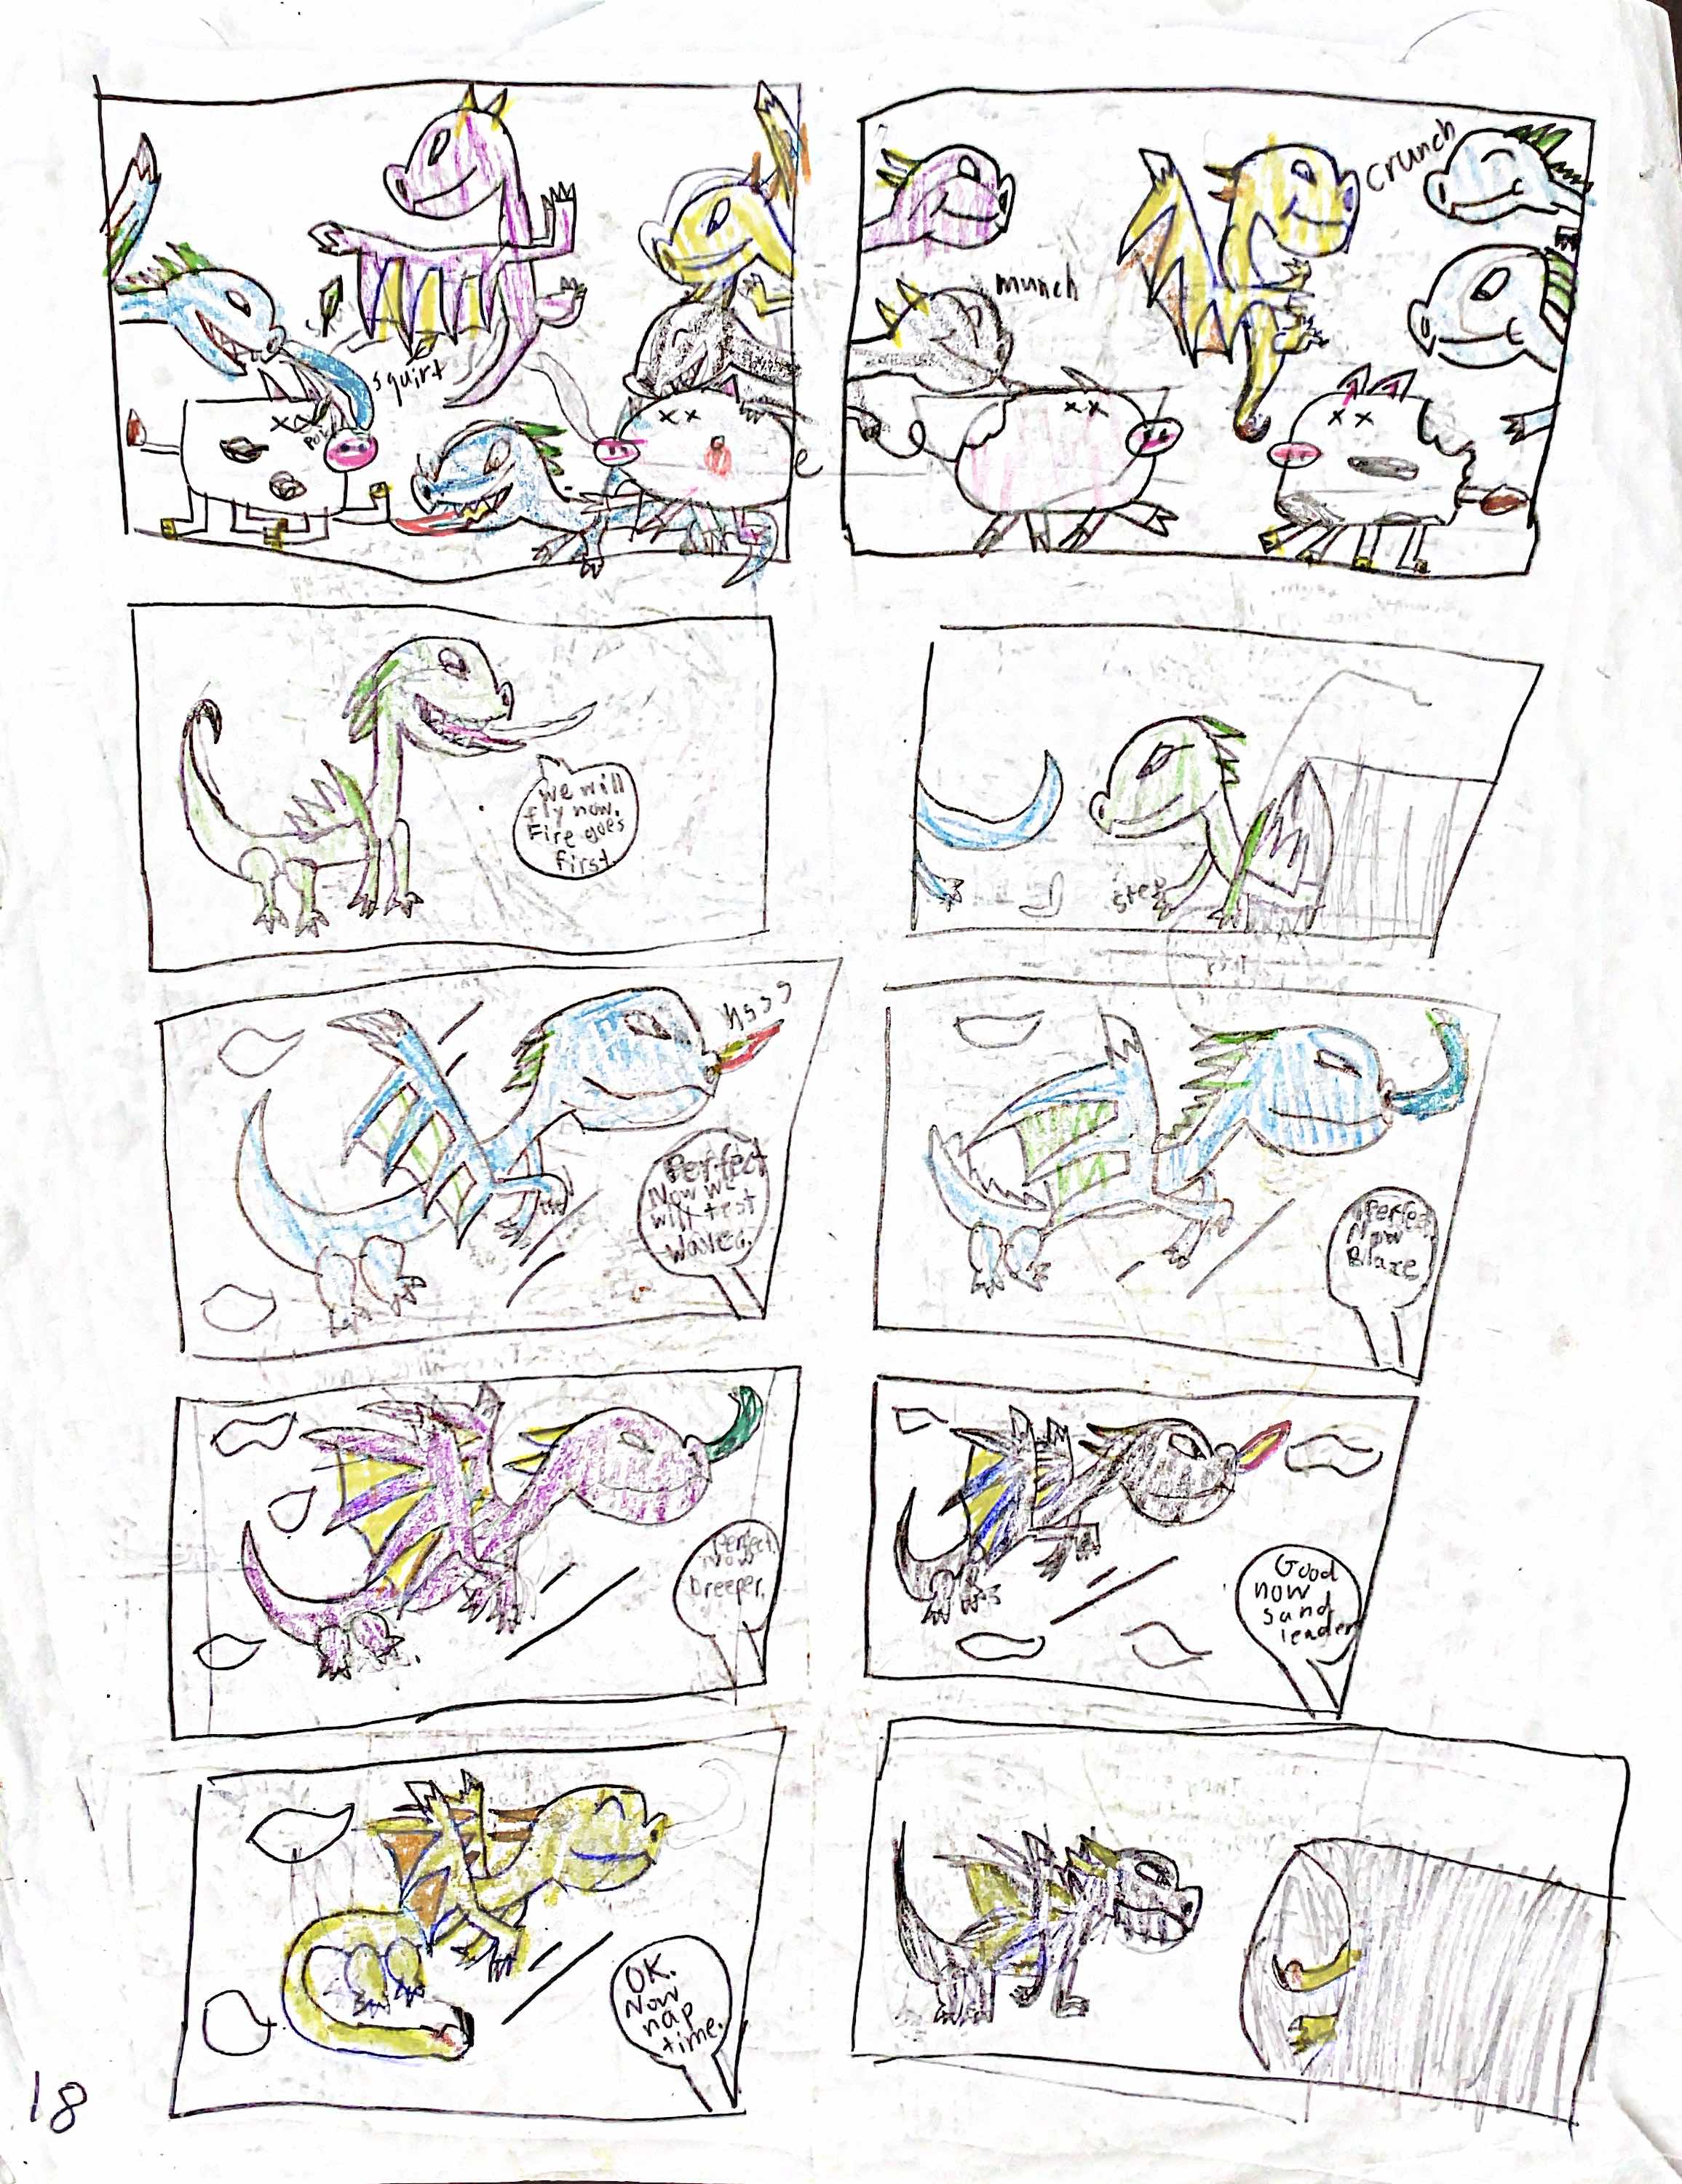 squirt
crunch
munch
We will
fly now.
Fire goes
first.
step
hsss
Perfect
Now we
will test
Water.
Perfect.
Now
Blaze
Perfect.
Now
Dreeper.
Good
now
sand
leader
OK.
Now
nap
time.
18